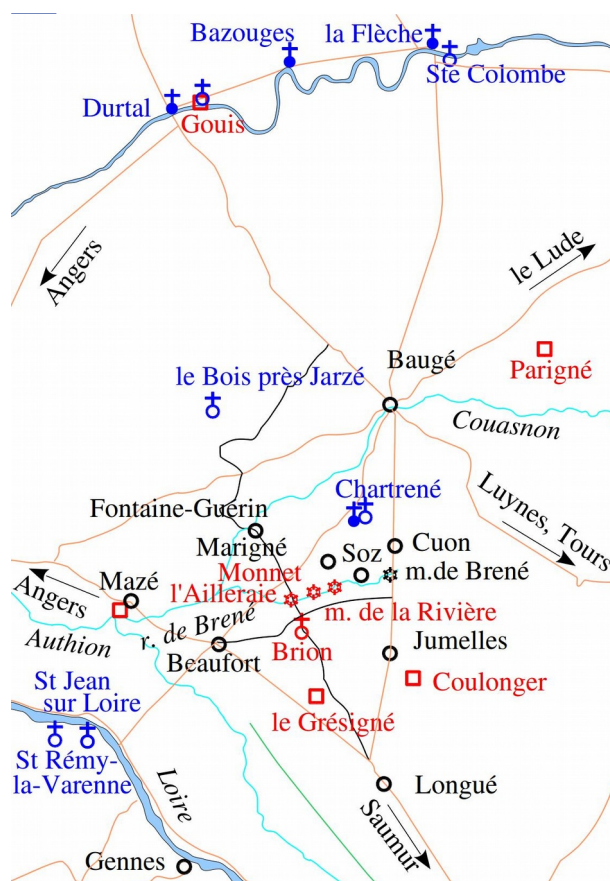 la Flèche
Bazouges
Ste Colombe
Durtal
Gouis
Angers
le Lude
Baugé
Parigné
le Bois près Jarzé
Couasnon
Chartrené
Luynes, Tours
Fontaine-Guerin
Marigné
Cuon
Soz
Monnet
m.de Brené
Angers
Mazé
l'Ailleraie
r. de Brené
m. de la Rivière
Authion
Beaufort
Brion
Jumelles
St Jean
sur Loire
Coulonger
le Grésigné
St Rémy-
la-Varenne
Loire
Longué
Saumur
Gennes